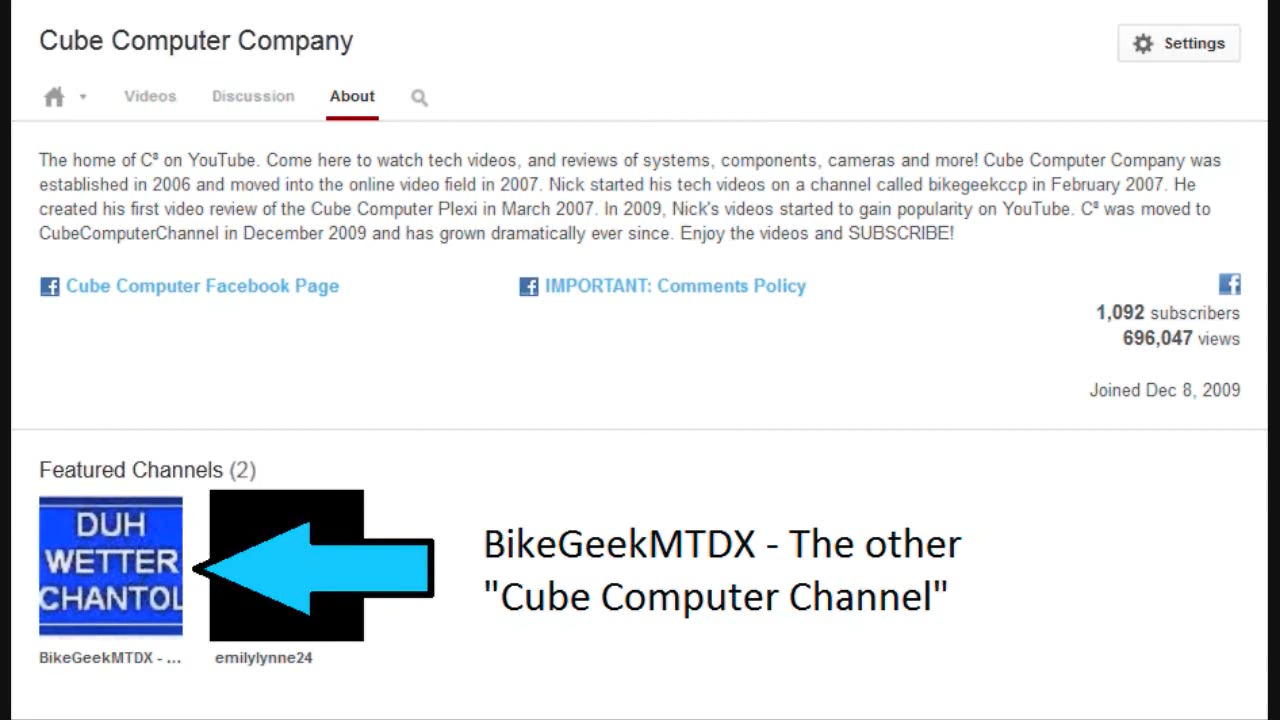 Cube Computer Company
Settings
Videos
Discussion
About
The home of C³ on YouTube. Come here to watch tech videos, and reviews of systems, components, cameras and more! Cube Computer Company was
established in 2006 and moved into the online video field in 2007. Nick started his tech videos on a channel called bikegeekccp in February 2007. He
created his first video review of the Cube Computer Plexi in March 2007. In 2009, Nick's videos started to gain popularity on YouTube. C³ was moved to
CubeComputerChannel in December 2009 and has grown dramatically ever since. Enjoy the videos and SUBSCRIBE!
Cube Computer Facebook Page
IMPORTANT: Comments Policy
1,092 subscribers
696,047 views
Joined Dec 8, 2009
Featured Channels (2)
DUH
WETTER
CHANTOL
BikeGeekMTDX - The other
"Cube Computer Channel"
BikeGeekMTDX - ...
emilylynne24